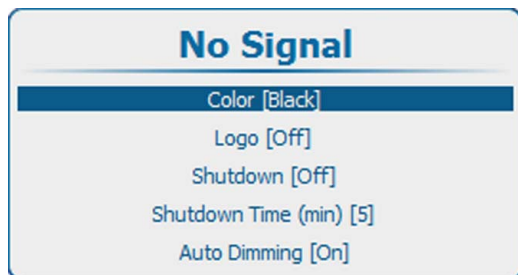 No Signal
Color [Black]
Logo [Off]
Shutdown [Off]
Shutdown Time (min) [5]
Auto Dimming [On]